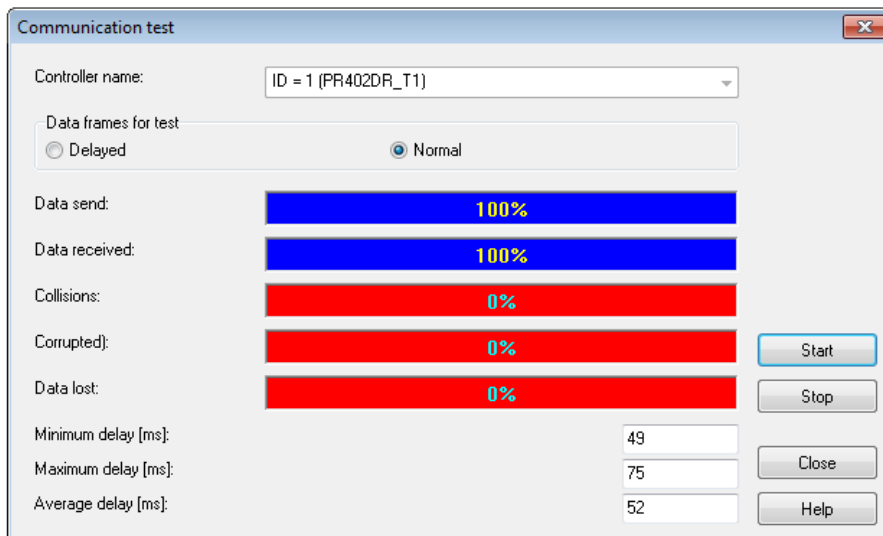 Communication test
Controller name: ID = 1 (PR402DR_T1)
Data frames for test
Delayed Normal
Data send: 100%
Data received: 100%
Collisions: 0%
Corrupted): 0%
Start
Data lost: 0%
Stop
Minimum delay [ms]: 49
Maximum delay [ms]: 75
Close
Average delay [ms]: 52
Help